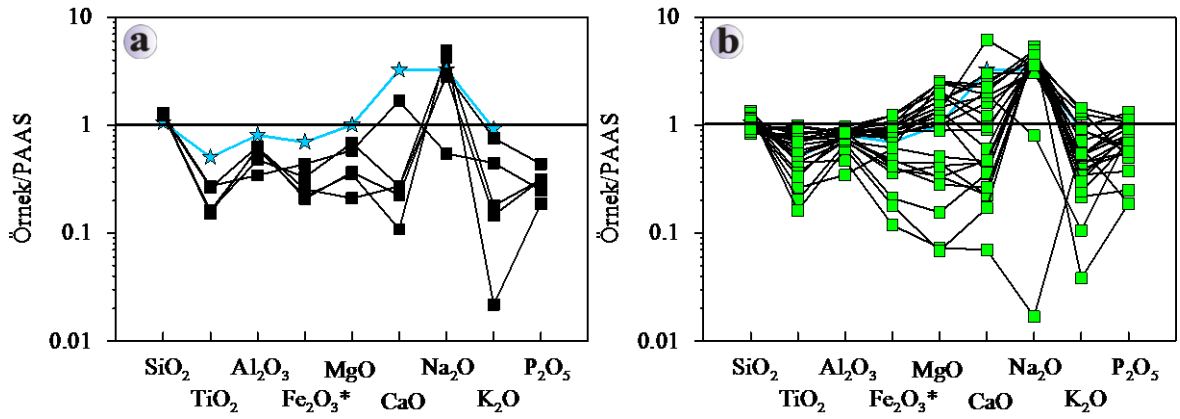 a
Örnek/PAAS
10
1
0.1
0.01
SiO₂ Al₂O₃ MgO Na₂O P₂O₅
TiO₂ Fe₂O₃* CaO K₂O
b
Örnek/PAAS
10
1
0.1
0.01
SiO₂ Al₂O₃ MgO Na₂O P₂O₅
TiO₂ Fe₂O₃* CaO K₂O